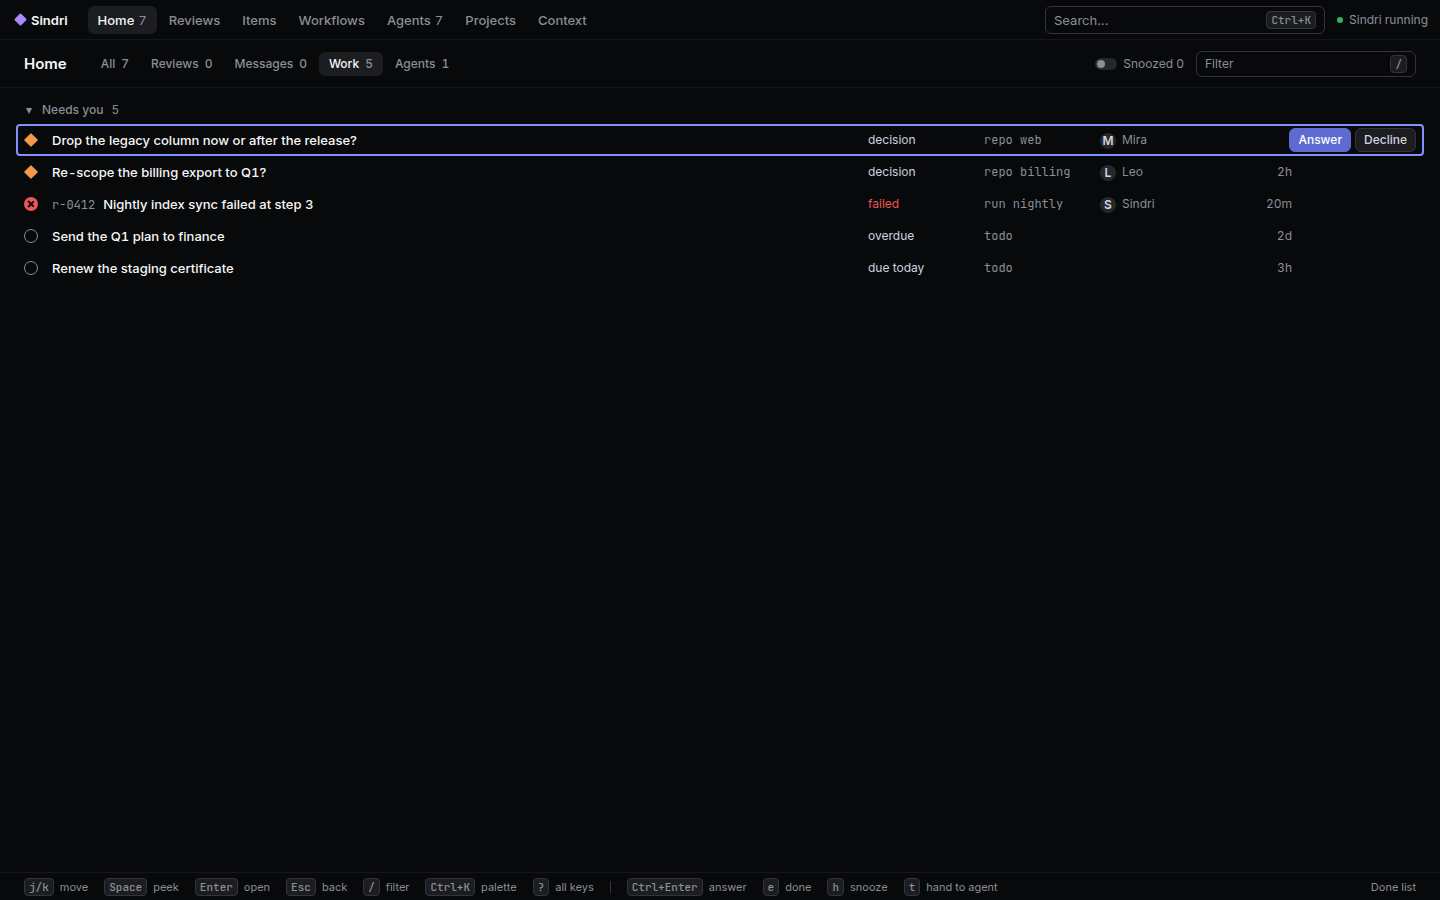 Sindri Home 7 Reviews Items Workflows Agents 7 Projects Context Search... Ctrl+K Sindri running
Home All 7 Reviews 0 Messages 0 Work 5 Agents 1 Snoozed 0 Filter /
Needs you 5
Drop the legacy column now or after the release? decision repo web M Mira Answer Decline
Re-scope the billing export to Q1? decision repo billing L Leo 2h
r-0412 Nightly index sync failed at step 3 failed run nightly S Sindri 20m
Send the Q1 plan to finance overdue todo 2d
Renew the staging certificate due today todo 3h
j/k move Space peek Enter open Esc back / filter Ctrl+K palette ? all keys Ctrl+Enter answer e done h snooze t hand to agent Done list